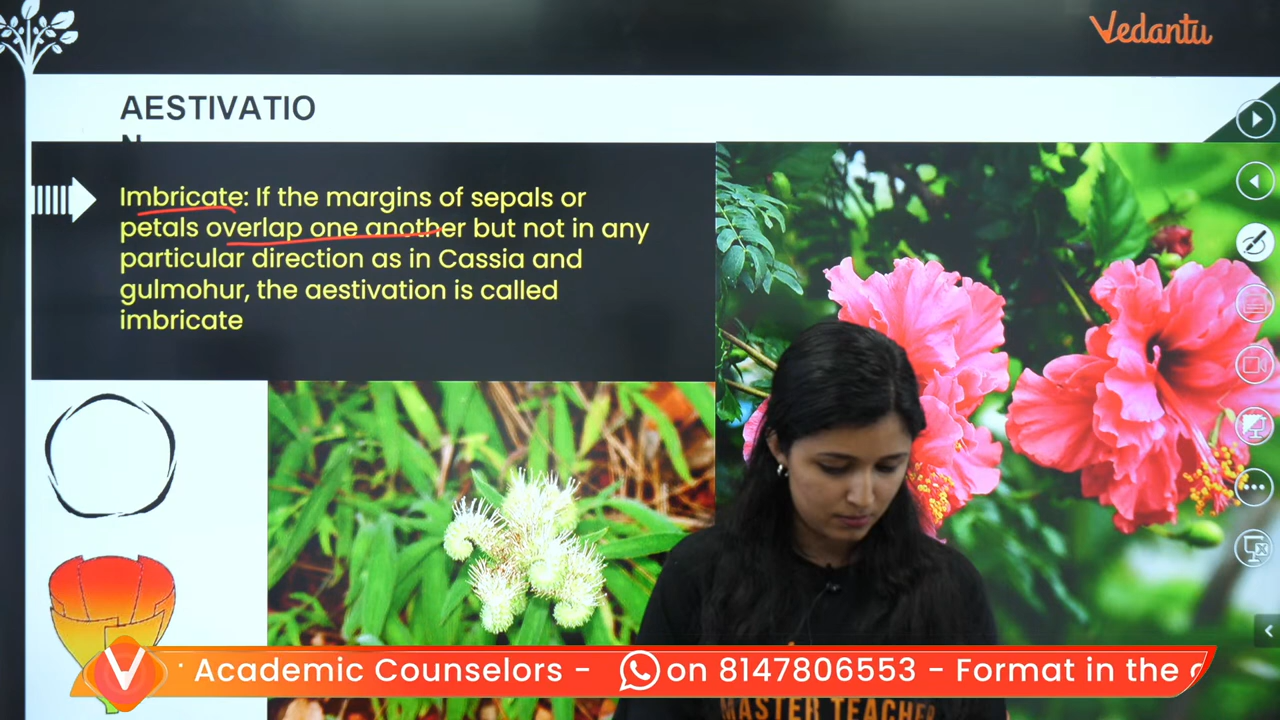 Vedantu
AESTIVATIO
Imbricate: If the margins of sepals or
petals overlap one another but not in any
particular direction as in Cassia and
gulmohur, the aestivation is called
imbricate
Academic Counselors - on 8147806553 - Format in the
MASTER TEACHER